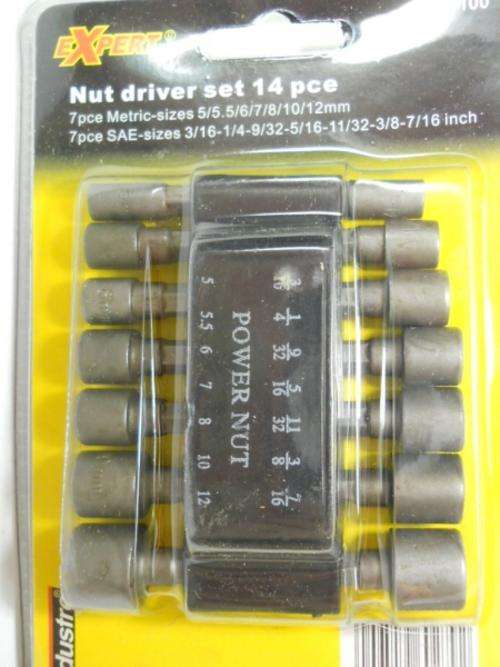 100
EXPERT®
Nut driver set 14 pce
7pce Metric-sizes 5/5.5/6/7/8/10/12mm
7pce SAE-sizes 3/16-1/4-9/32-5/16-11/32-3/8-7/16 inch
5 5.5 6 7 8 10 12
POWER NUT
3/16 1/4 9/32 5/16 11/32 3/8 7/16